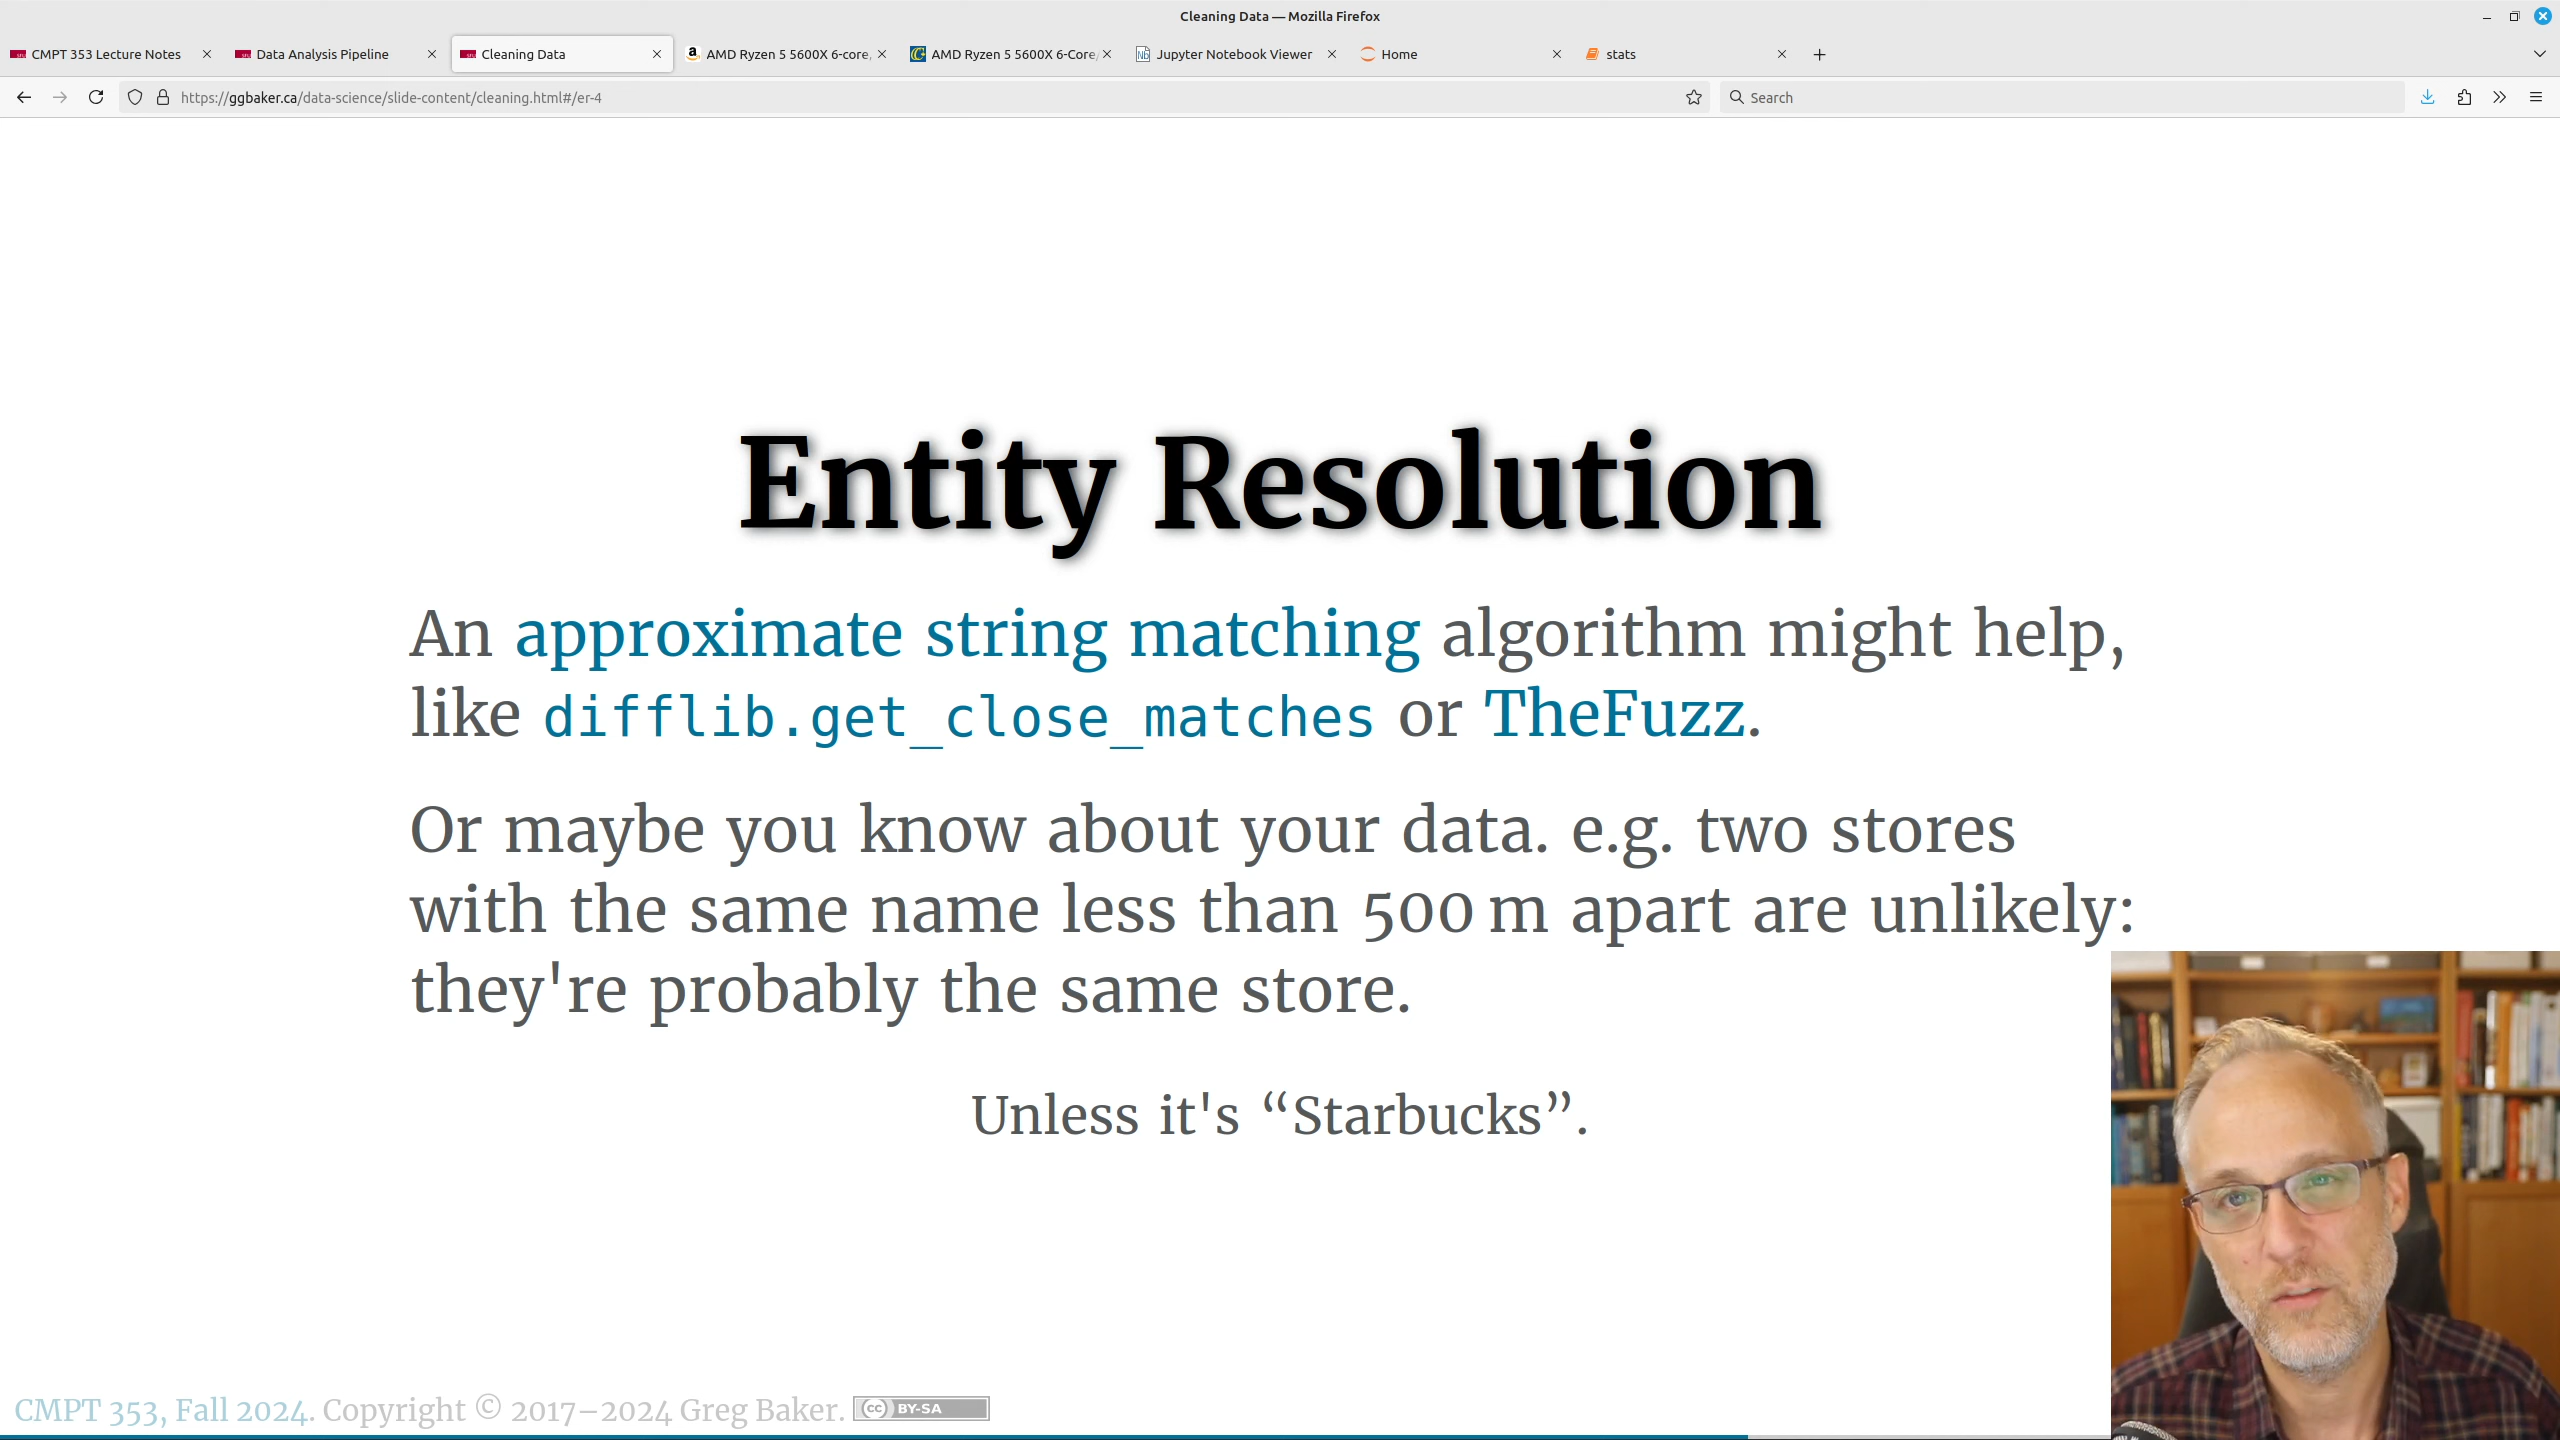 Cleaning Data — Mozilla Firefox
CMPT 353 Lecture Notes
Data Analysis Pipeline
Cleaning Data
AMD Ryzen 5 5600X 6-core,
AMD Ryzen 5 5600X 6-Core/
Jupyter Notebook Viewer
Home
stats
https://ggbaker.ca/data-science/slide-content/cleaning.html#/er-4
Search
Entity Resolution
An approximate string matching algorithm might help,
like difflib.get_close_matches or TheFuzz.
Or maybe you know about your data. e.g. two stores
with the same name less than 500 m apart are unlikely:
they're probably the same store.
Unless it's “Starbucks”.
CMPT 353, Fall 2024. Copyright © 2017–2024 Greg Baker. cc BY-SA